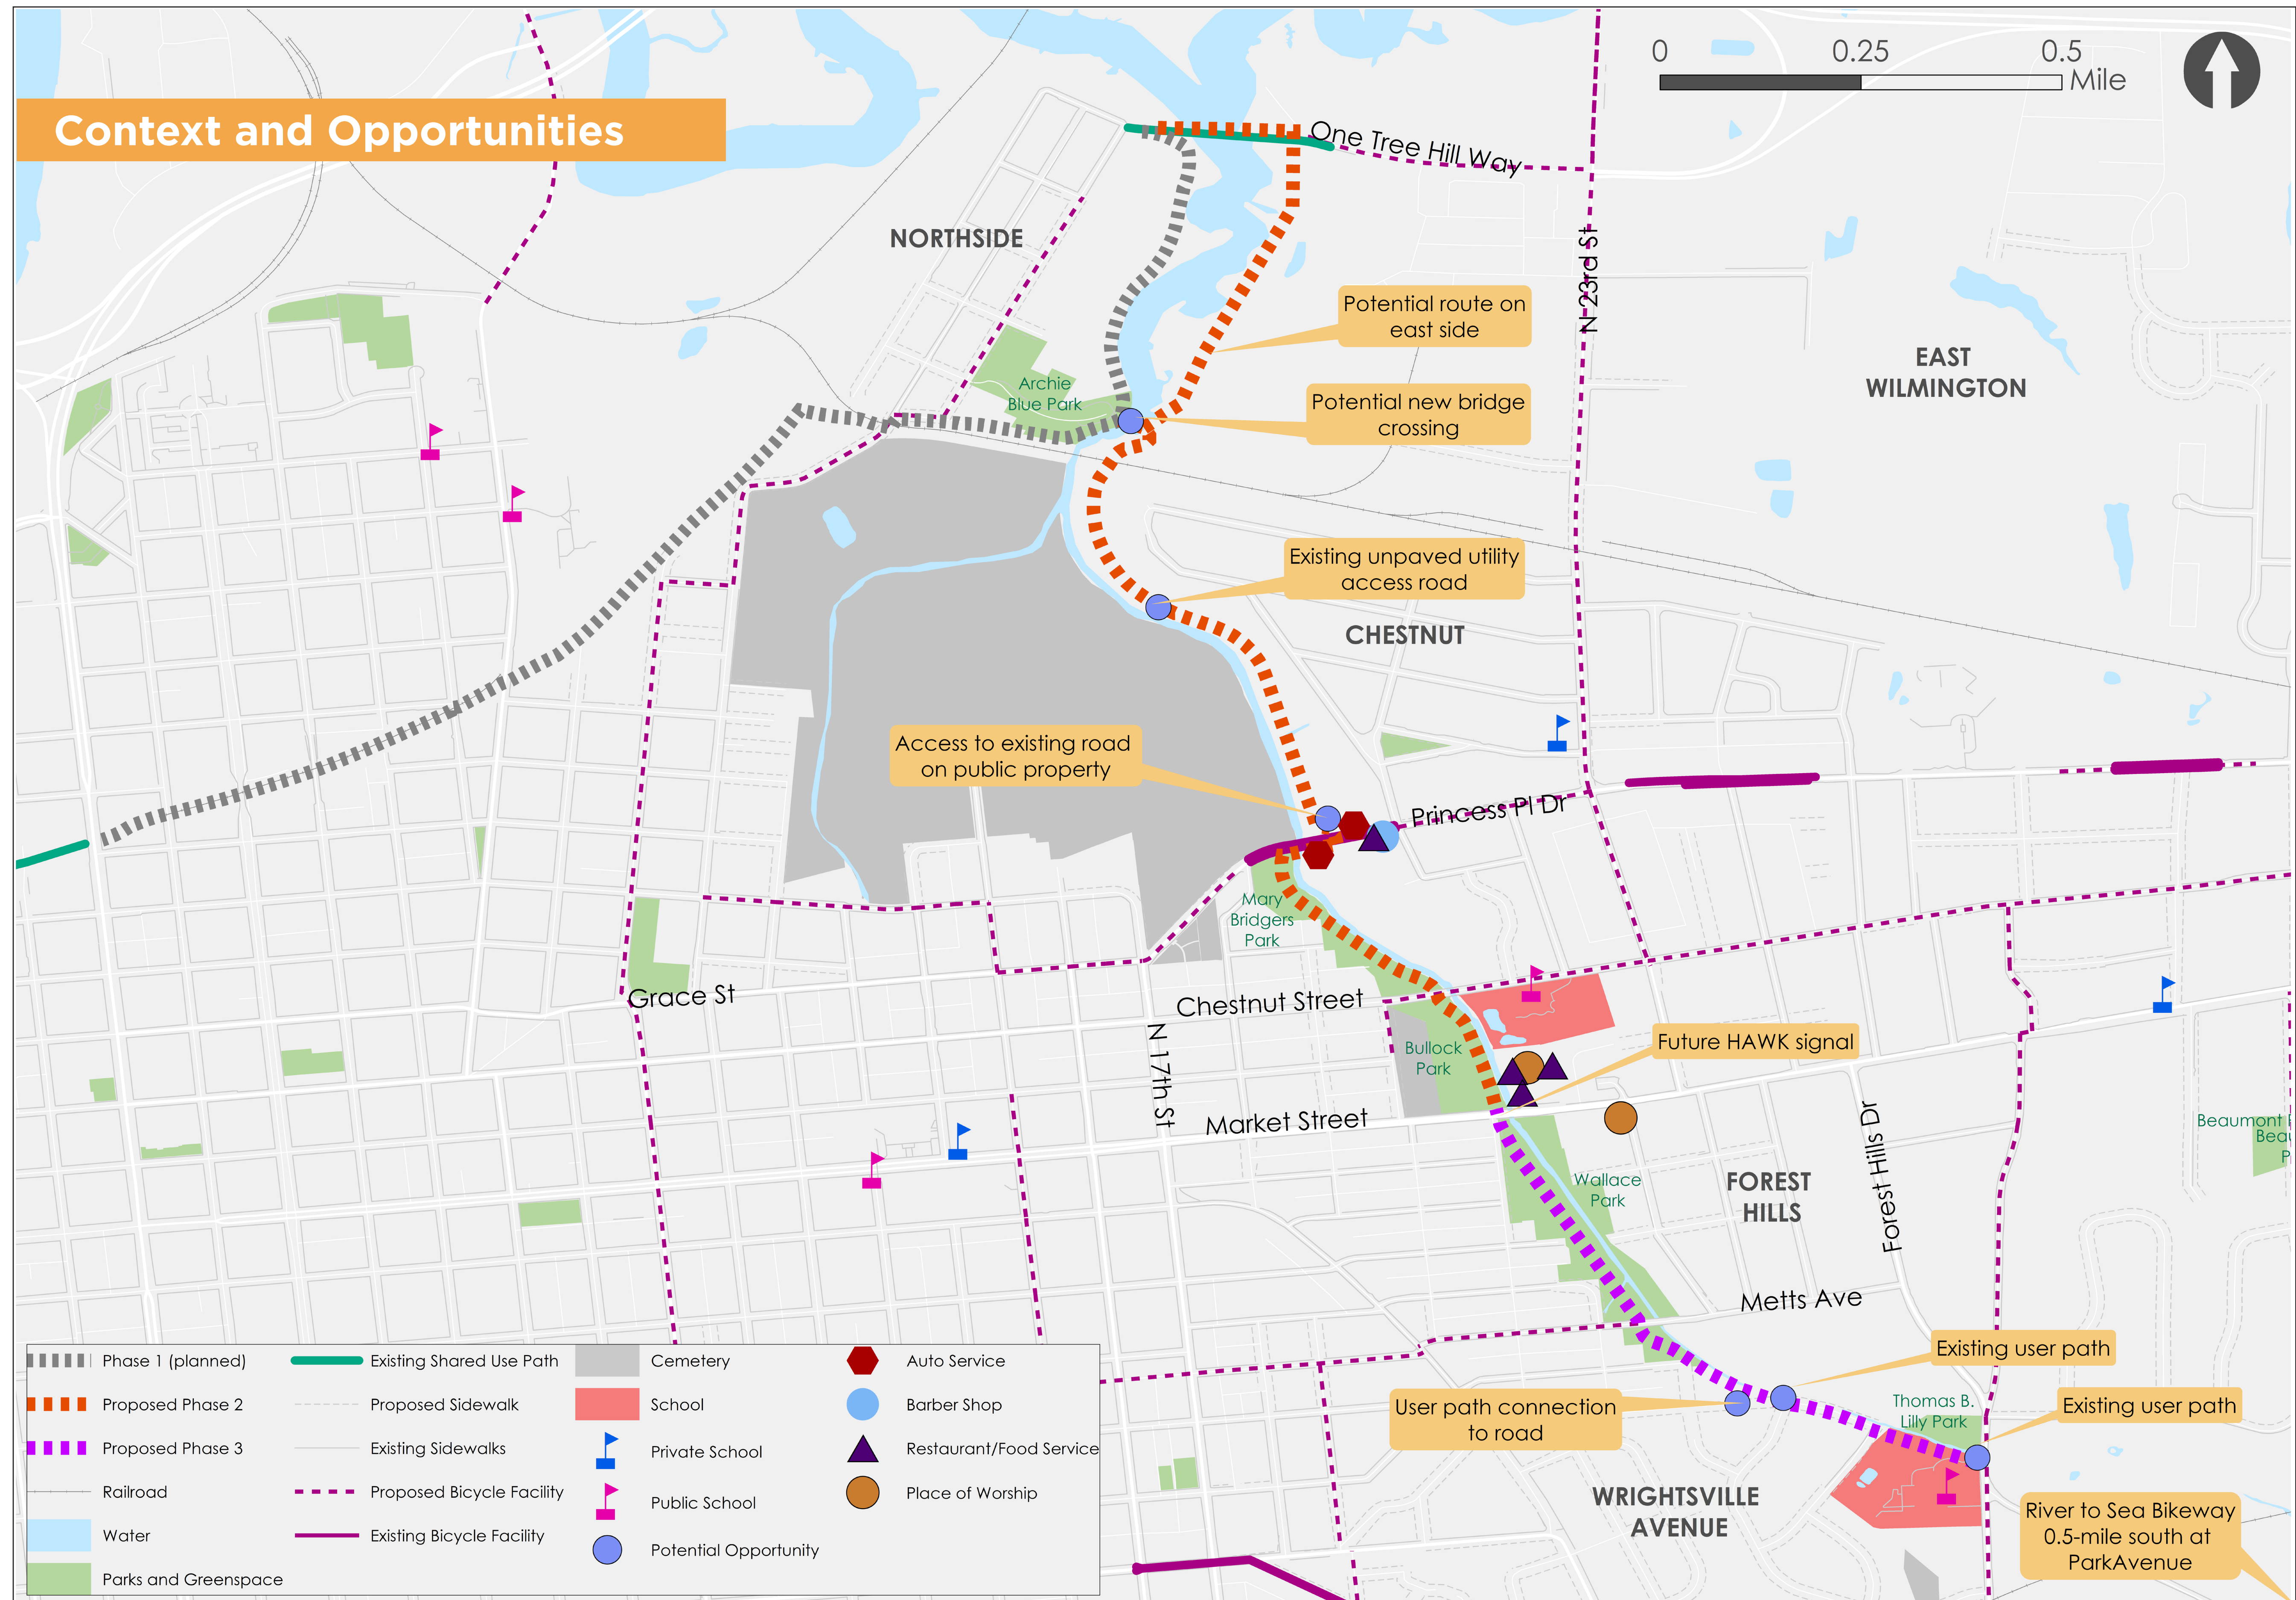 0 0.25 0.5
Mile
Context and Opportunities
One Tree Hill Way
NORTHSIDE
N 23rd St
Potential route on
east side
EAST
WILMINGTON
Archie
Blue Park
Potential new bridge
crossing
Existing unpaved utility
access road
CHESTNUT
Access to existing road
on public property
Princess Pl Dr
Mary
Bridgers
Park
Grace St
Chestnut Street
N 17th St
Bullock
Park
Future HAWK signal
Market Street
Forest Hills Dr
Beaumont
Wallace
Park
FOREST
HILLS
Metts Ave
Existing user path
User path connection
to road
Thomas B.
Lilly Park
Existing user path
WRIGHTSVILLE
AVENUE
River to Sea Bikeway
0.5-mile south at
ParkAvenue
Phase 1 (planned)
Proposed Phase 2
Proposed Phase 3
Railroad
Water
Parks and Greenspace
Existing Shared Use Path
Proposed Sidewalk
Existing Sidewalks
Proposed Bicycle Facility
Existing Bicycle Facility
Cemetery
School
Private School
Public School
Potential Opportunity
Auto Service
Barber Shop
Restaurant/Food Service
Place of Worship